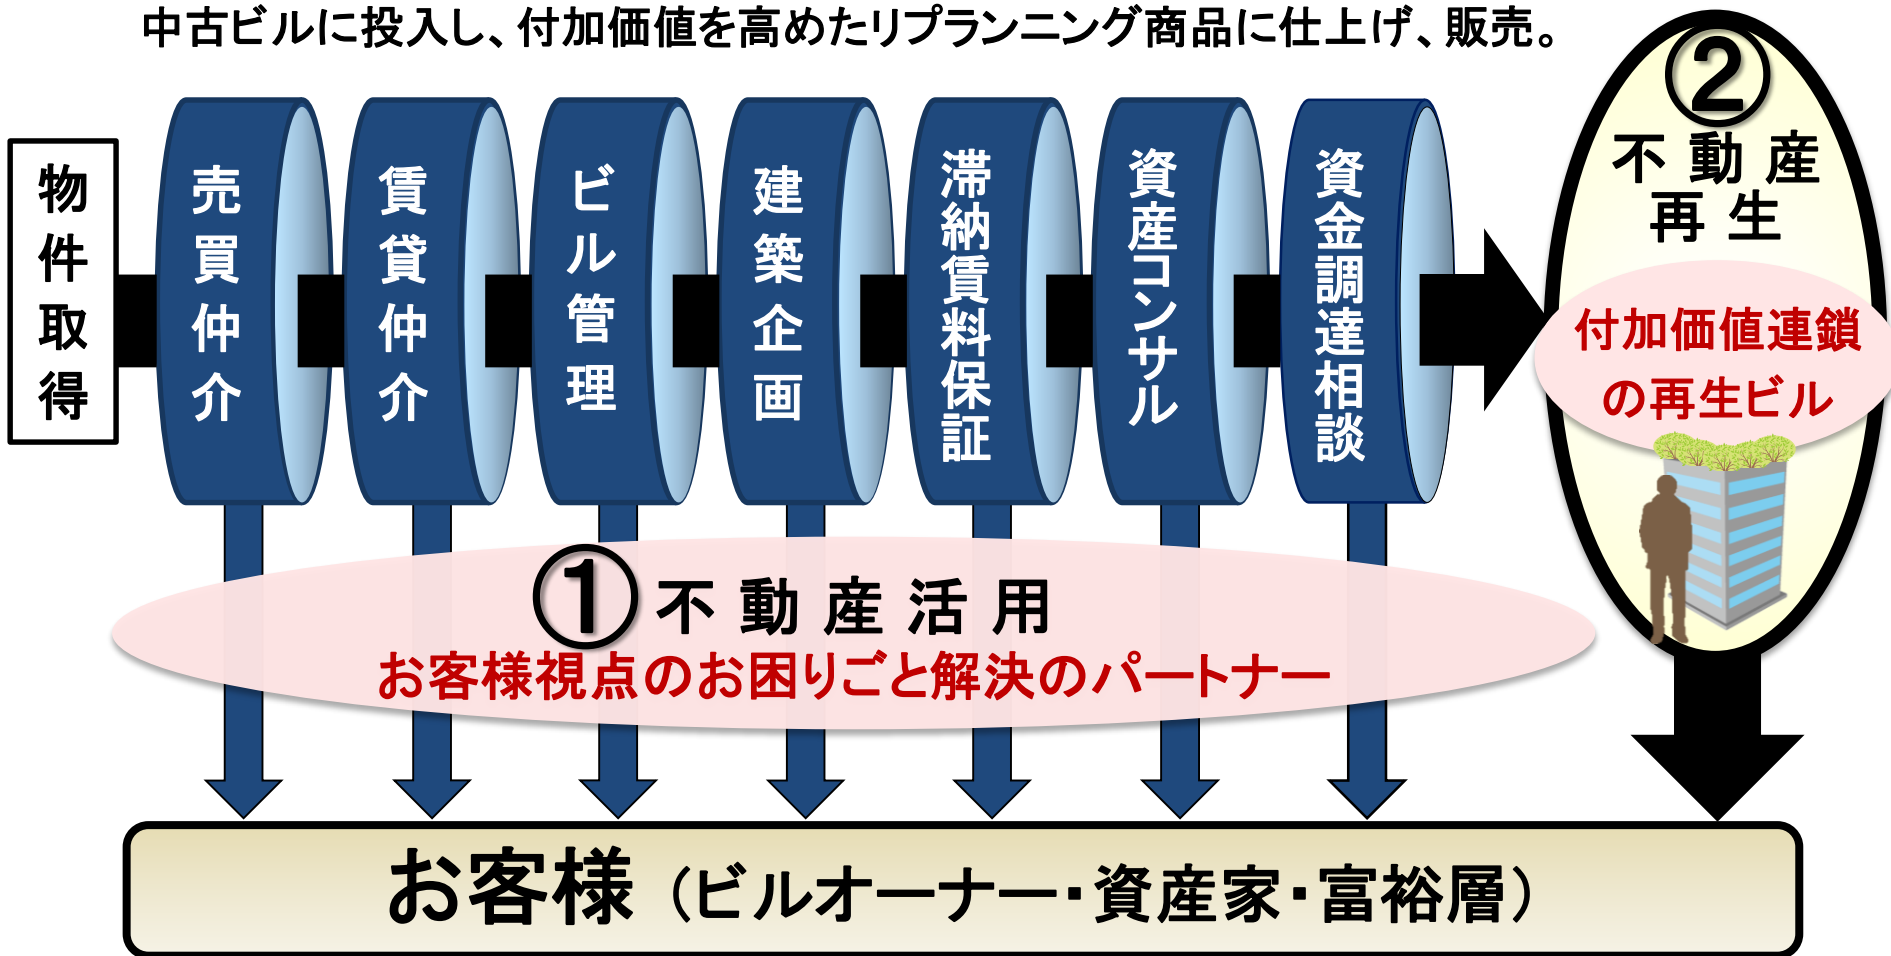 中古ビルに投入し、付加価値を高めたリプランニング商品に仕上げ、販売。
物件取得
売買仲介
賃貸仲介
ビル管理
建築企画
滞納賃料保証
資産コンサル
資金調達相談
②
不動産
再生
付加価値連鎖
の再生ビル
①不動産活用
お客様視点のお困りごと解決のパートナー
お客様（ビルオーナー・資産家・富裕層）